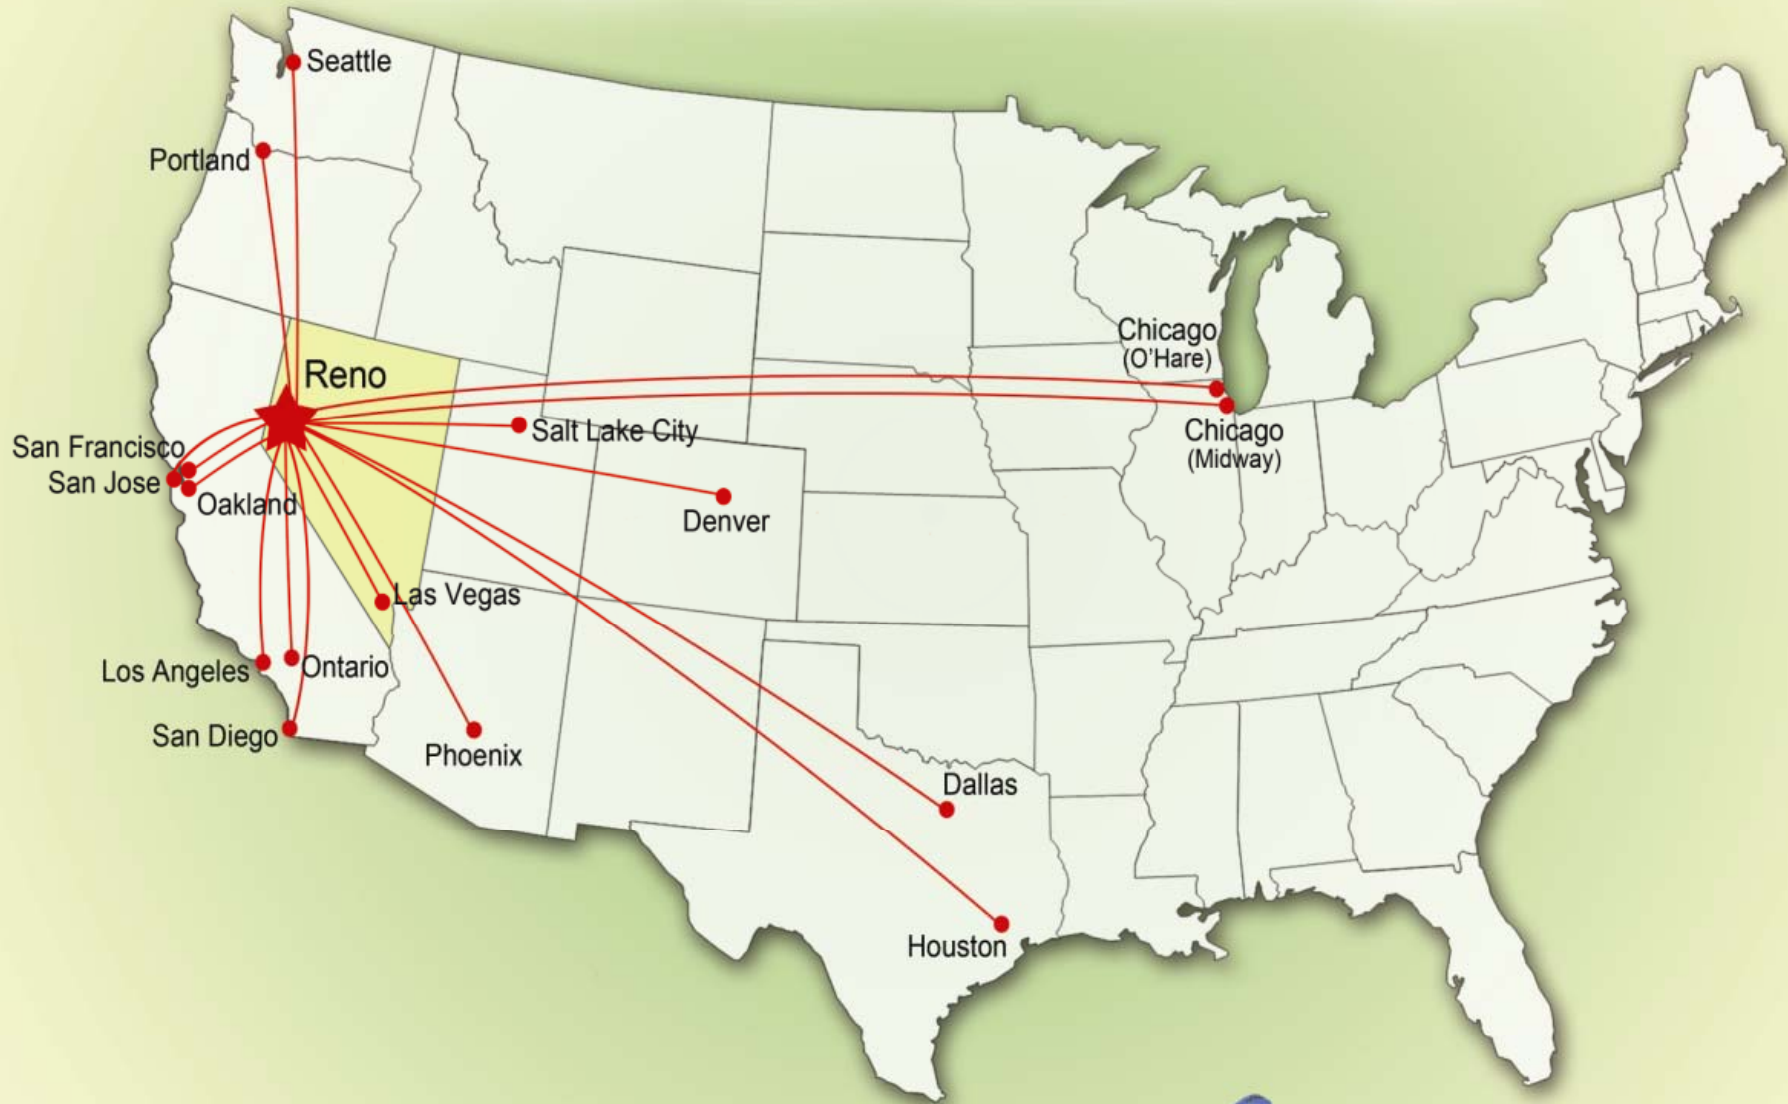 Seattle
Portland
Reno
Chicago
(O'Hare)
San Francisco
Salt Lake City
Chicago
(Midway)
San Jose
Oakland
Denver
Las Vegas
Los Angeles
Ontario
San Diego
Phoenix
Dallas
Houston